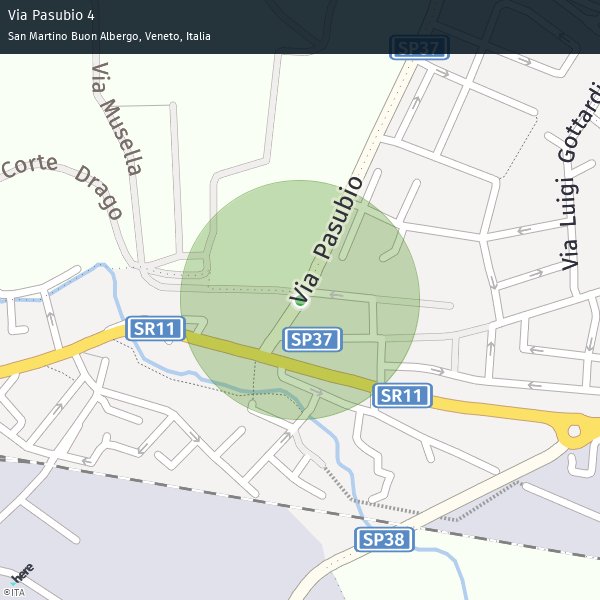 Via Pasubio 4
San Martino Buon Albergo, Veneto, Italia
SP37
Via Musella
Via Luigi Gottardi
Corte Drago
Via Pasubio
SR11
SP37
SR11
SP38
here
©ITA